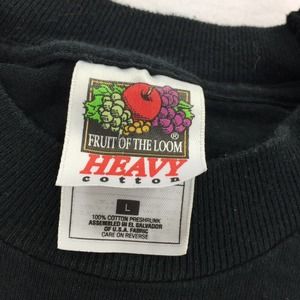 FRUIT OF THE LOOM ®
HEAVY
cotton
L
100% COTTON PRESHRUNK
ASSEMBLED IN EL SALVADOR
OF U.S.A. FABRIC
CARE ON REVERSE